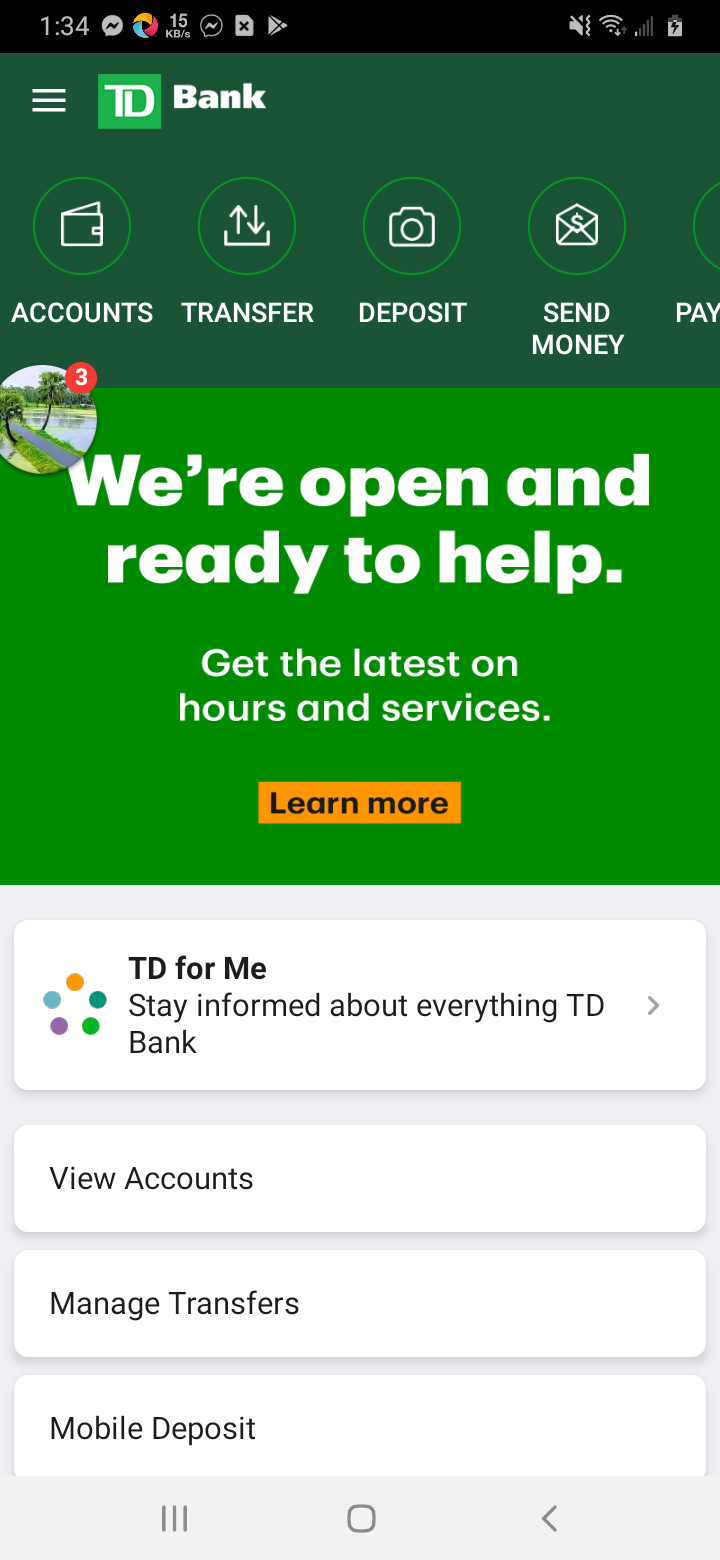 1:34
15
KB/s
TD Bank
ACCOUNTS
TRANSFER
DEPOSIT
SEND
MONEY
PAY
3
We're open and
ready to help.
Get the latest on
hours and services.
Learn more
TD for Me
Stay informed about everything TD
Bank
View Accounts
Manage Transfers
Mobile Deposit